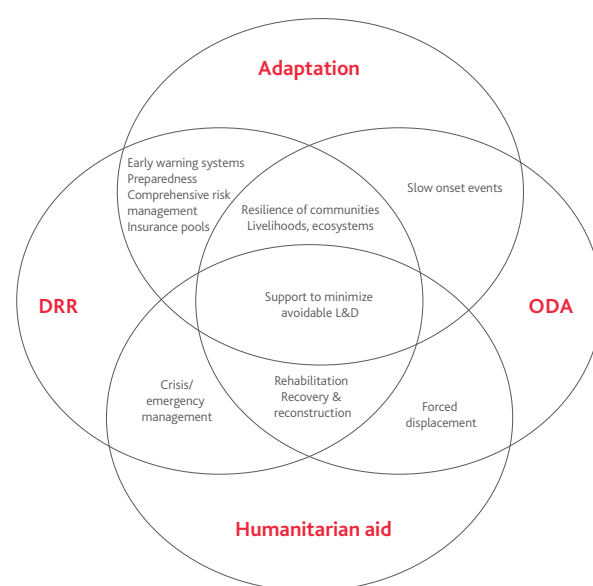 Adaptation
Early warning systems
Preparedness
Comprehensive risk
management
Insurance pools
Resilience of communities
Livelihoods, ecosystems
Slow onset events
DRR
Support to minimize
avoidable L&D
ODA
Crisis/
emergency
management
Rehabilitation
Recovery &
reconstruction
Forced
displacement
Humanitarian aid